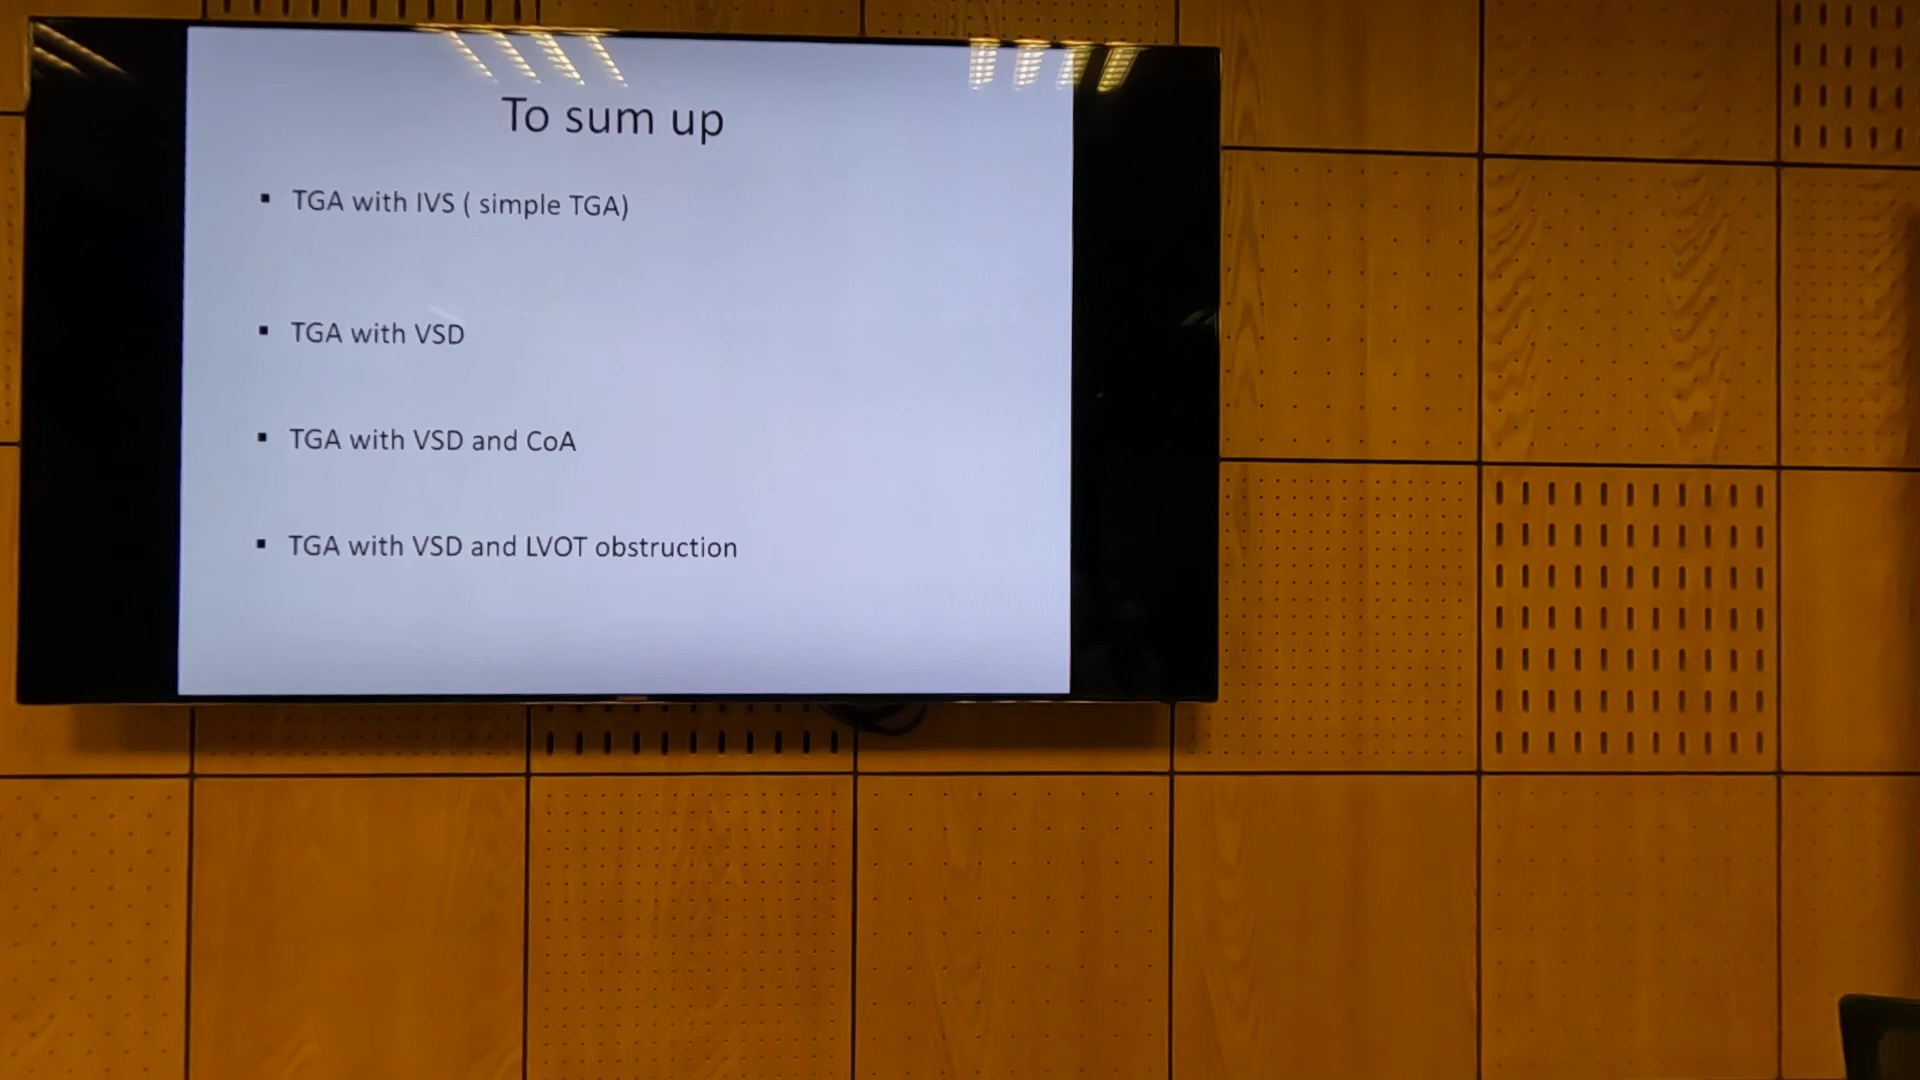 To sum up
▪ TGA with IVS ( simple TGA)
▪ TGA with VSD
▪ TGA with VSD and CoA
▪ TGA with VSD and LVOT obstruction